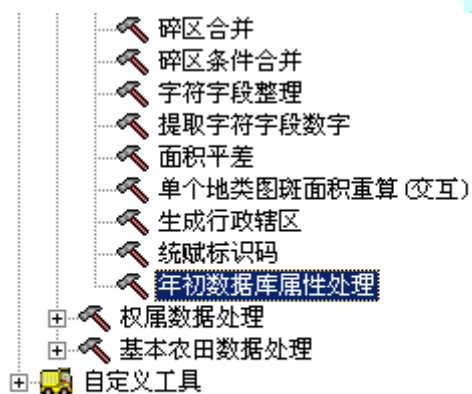 碎区合并
碎区条件合并
字符字段整理
提取字符字段数字
面积平差
单个地类图斑面积重算(交互)
生成行政辖区
统赋标识码
年初数据库属性处理
权属数据处理
基本农田数据处理
自定义工具